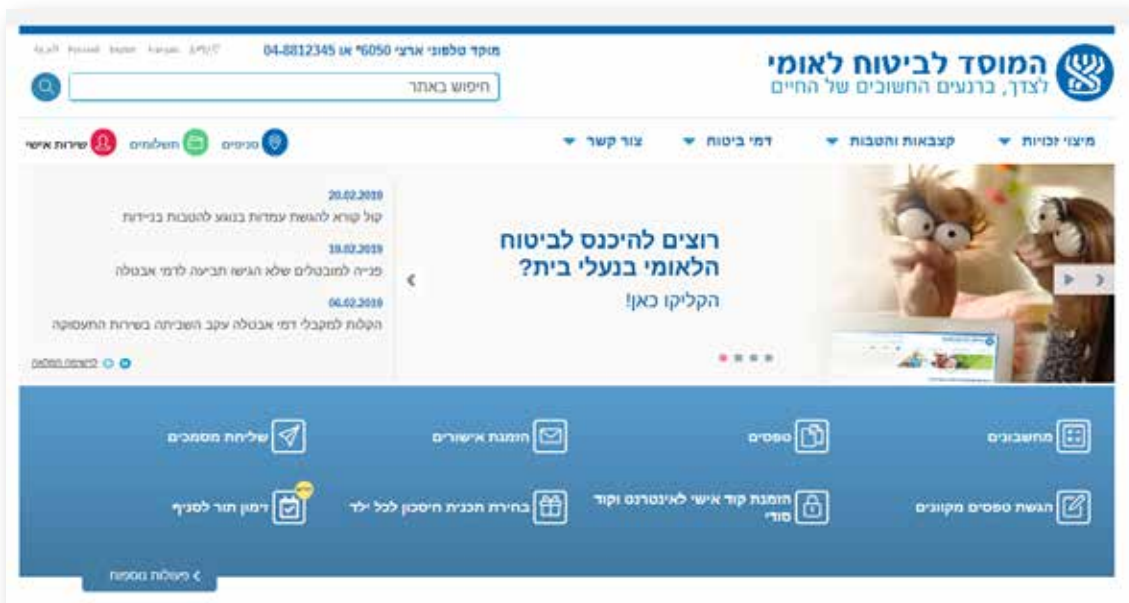 מוקד טלפוני ארצי 6050* או 04-8812345
המוסד לביטוח לאומי
לצדך, ברגעים החשובים של החיים
חיפוש באתר
מיצוי זכויות
קצבאות והטבות
דמי ביטוח
צור קשר
סניפים
תשלומים
שירות אישי
רוצים להיכנס לביטוח
הלאומי בנעלי בית?
הקליקו כאן!
20.02.2019
קול קורא להגשת עמדות בנוגע להטבות בניידות
19.02.2019
פנייה למובטלים שלא הגישו תביעה לדמי אבטלה
06.02.2019
הקלות למקבלי דמי אבטלה עקב השביתה בשירות התעסוקה
לרשימה המלאה
מחשבונים
טפסים
הזמנת אישורים
שליחת מסמכים
הגשת טפסים מקוונים
הזמנת קוד אישי לאינטרנט וקוד
סודי
בחירת תכנית חיסכון לכל ילד
זימון תור לסניף
פעולות נוספות